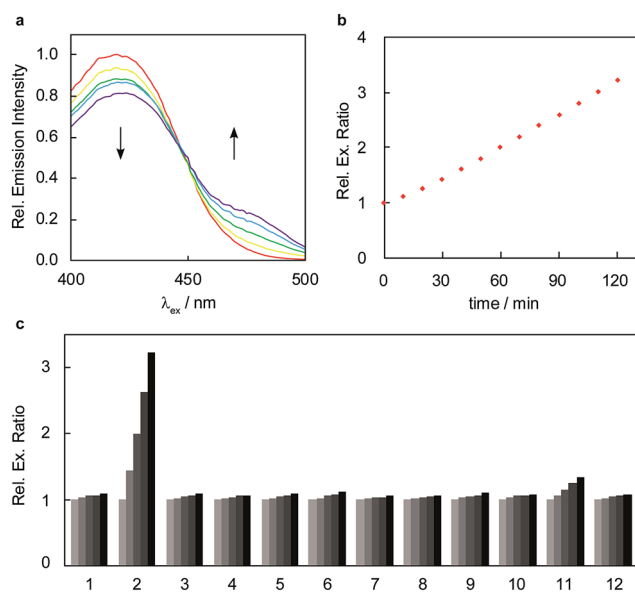 a
b
Rel. Emission Intensity
1.0
0.8
0.6
0.4
0.2
0.0
400
450
500
λex / nm
Rel. Ex. Ratio
4
3
2
1
0
0
30
60
90
120
time / min
c
Rel. Ex. Ratio
3
2
1
0
1 2 3 4 5 6 7 8 9 10 11 12